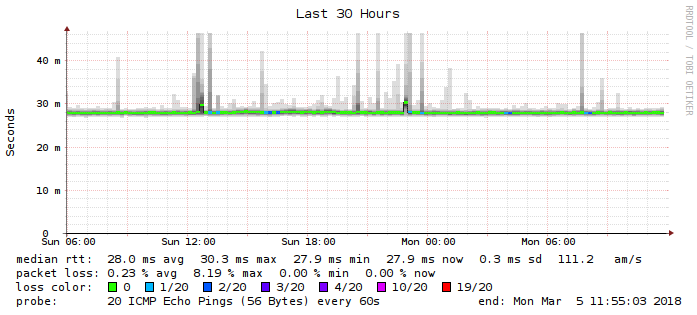 Last 30 Hours
RRDTOOL / TOBI OETIKER
Seconds
40 m
30 m
20 m
10 m
0
Sun 06:00 Sun 12:00 Sun 18:00 Mon 00:00 Mon 06:00
median rtt: 28.0 ms avg 30.3 ms max 27.9 ms min 27.9 ms now 0.3 ms sd 111.2 am/s
packet loss: 0.23 % avg 8.19 % max 0.00 % min 0.00 % now
loss color: 0 1/20 2/20 3/20 4/20 10/20 19/20
probe: 20 ICMP Echo Pings (56 Bytes) every 60s end: Mon Mar 5 11:55:03 2018